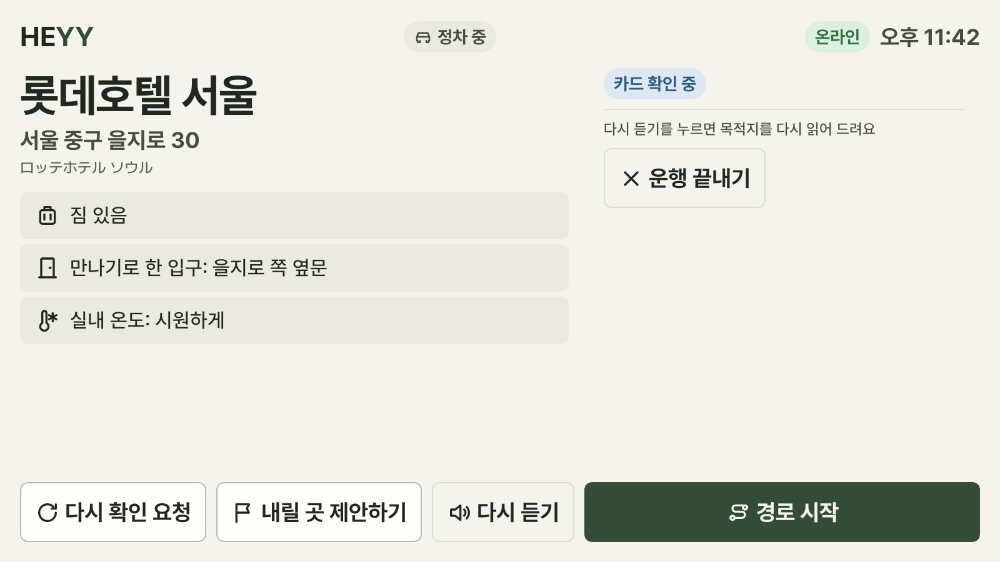 HEYY
정차 중
온라인
오후 11:42
롯데호텔 서울
서울 중구 을지로 30
ロッテホテル ソウル
짐 있음
만나기로 한 입구: 을지로 쪽 옆문
실내 온도: 시원하게
카드 확인 중
다시 듣기를 누르면 목적지를 다시 읽어 드려요
운행 끝내기
다시 확인 요청
내릴 곳 제안하기
다시 듣기
경로 시작